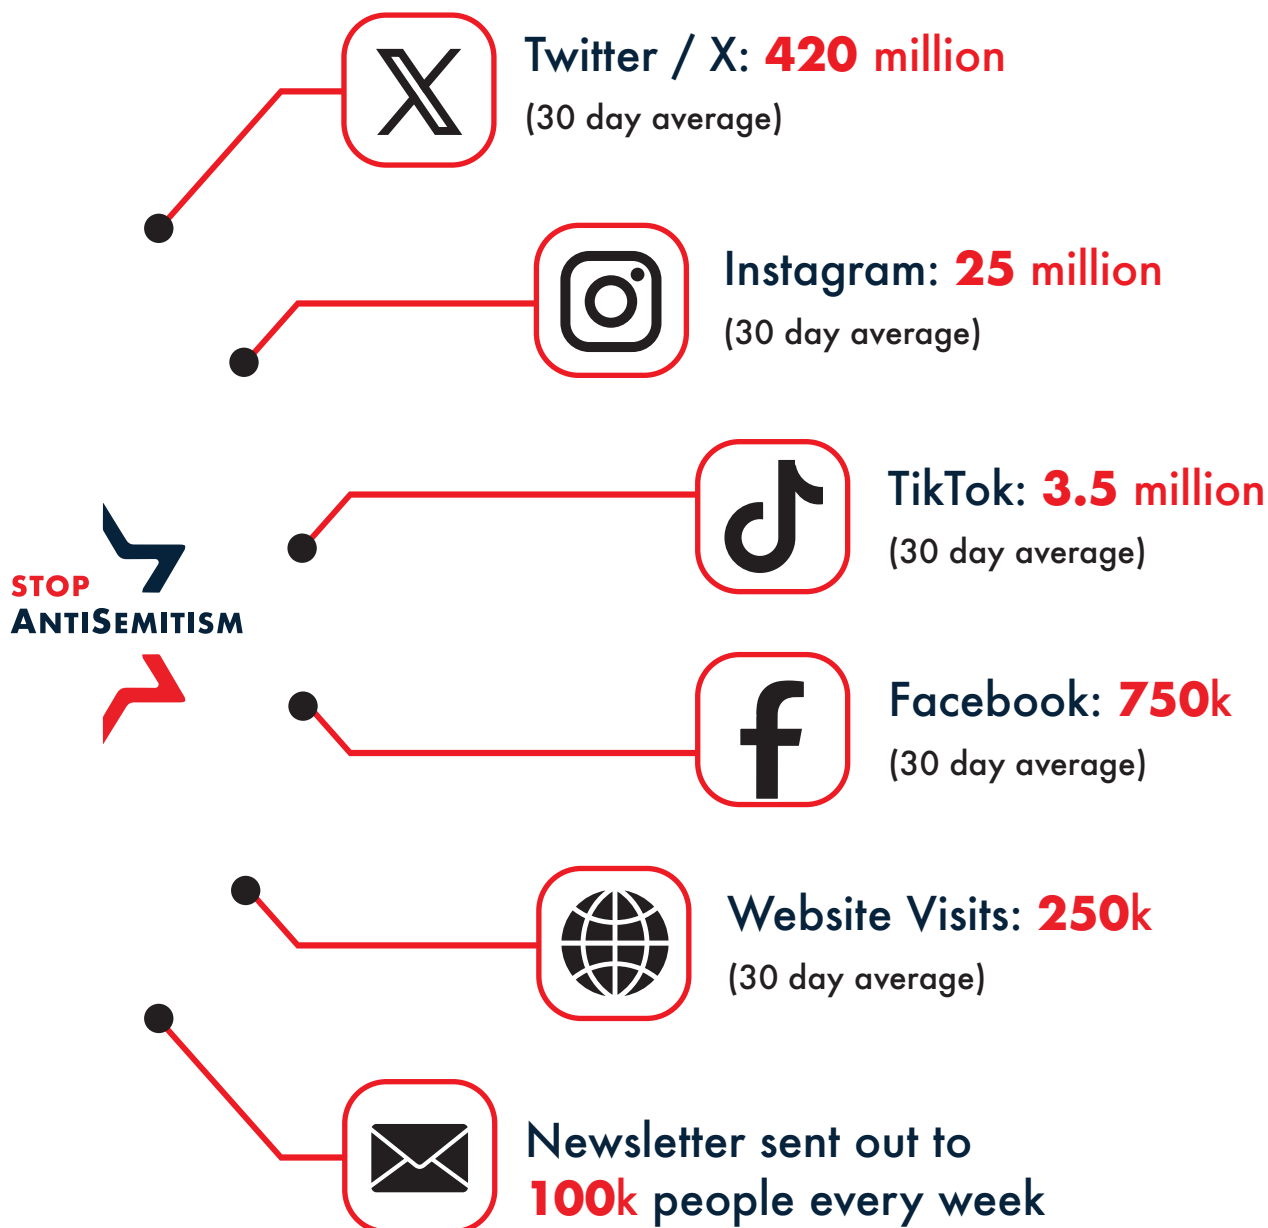 Twitter / X: 420 million
(30 day average)
Instagram: 25 million
(30 day average)
TikTok: 3.5 million
(30 day average)
STOP
ANTISEMITISM
Facebook: 750k
(30 day average)
Website Visits: 250k
(30 day average)
Newsletter sent out to
100k people every week